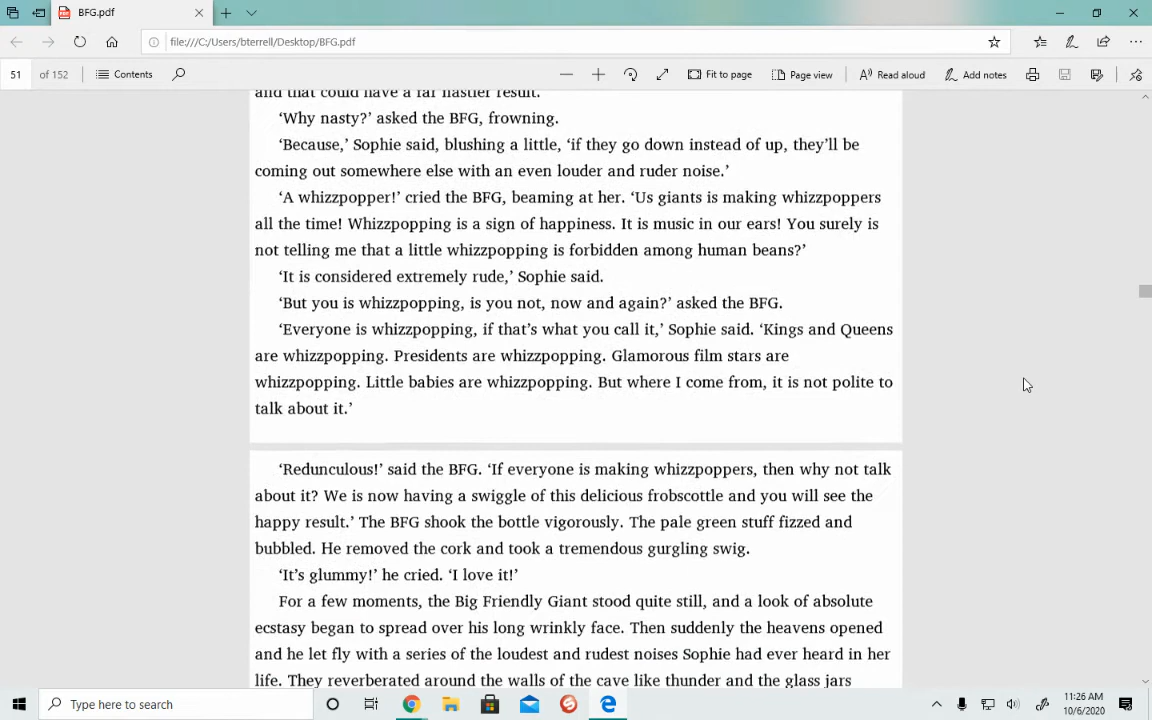 BFG.pdf
file:///C:/Users/bterrell/Desktop/BFG.pdf
51 of 152 Contents Fit to page Page view Read aloud Add notes
and that could have a far nastier result.
‘Why nasty?’ asked the BFG, frowning.
‘Because,’ Sophie said, blushing a little, ‘if they go down instead of up, they’ll be
coming out somewhere else with an even louder and ruder noise.’
‘A whizzpopper!’ cried the BFG, beaming at her. ‘Us giants is making whizzpoppers
all the time! Whizzpopping is a sign of happiness. It is music in our ears! You surely is
not telling me that a little whizzpopping is forbidden among human beans?’
‘It is considered extremely rude,’ Sophie said.
‘But you is whizzpopping, is you not, now and again?’ asked the BFG.
‘Everyone is whizzpopping, if that’s what you call it,’ Sophie said. ‘Kings and Queens
are whizzpopping. Presidents are whizzpopping. Glamorous film stars are
whizzpopping. Little babies are whizzpopping. But where I come from, it is not polite to
talk about it.’
‘Redunculous!’ said the BFG. ‘If everyone is making whizzpoppers, then why not talk
about it? We is now having a swiggle of this delicious frobscottle and you will see the
happy result.’ The BFG shook the bottle vigorously. The pale green stuff fizzed and
bubbled. He removed the cork and took a tremendous gurgling swig.
‘It’s glummy!’ he cried. ‘I love it!’
For a few moments, the Big Friendly Giant stood quite still, and a look of absolute
ecstasy began to spread over his long wrinkly face. Then suddenly the heavens opened
and he let fly with a series of the loudest and rudest noises Sophie had ever heard in her
life. They reverberated around the walls of the cave like thunder and the glass jars
Type here to search
11:26 AM
10/6/2020